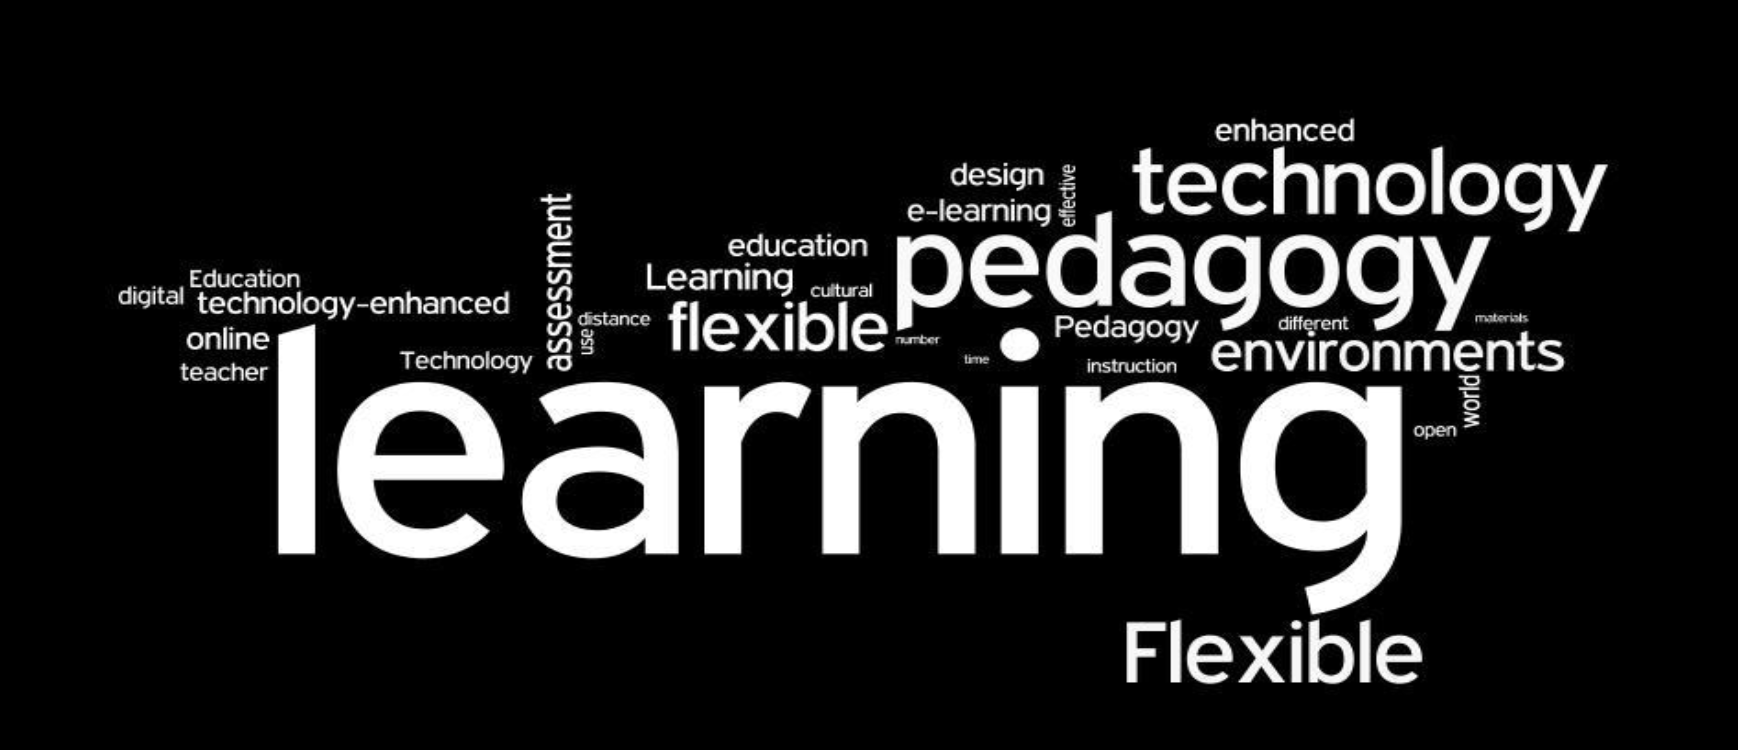 enhanced
technology
design
effective
e-learning
pedagogy
assessment
education
Learning
cultural
Education
digital
technology-enhanced
distance
use
flexible
number
Pedagogy
different
materials
online
environments
time
instruction
Technology
teacher
learning
world
open
Flexible